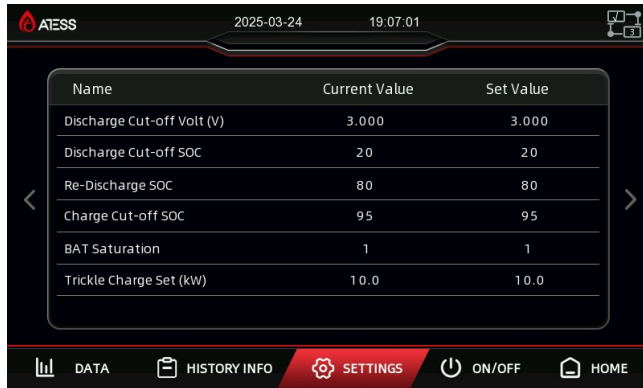 ATESS 2025-03-24 19:07:01
3
Name Current Value Set Value
Discharge Cut-off Volt (V) 3.000 3.000
Discharge Cut-off SOC 20 20
Re-Discharge SOC 80 80
Charge Cut-off SOC 95 95
BAT Saturation 1 1
Trickle Charge Set (kW) 10.0 10.0
DATA HISTORY INFO SETTINGS ON/OFF HOME